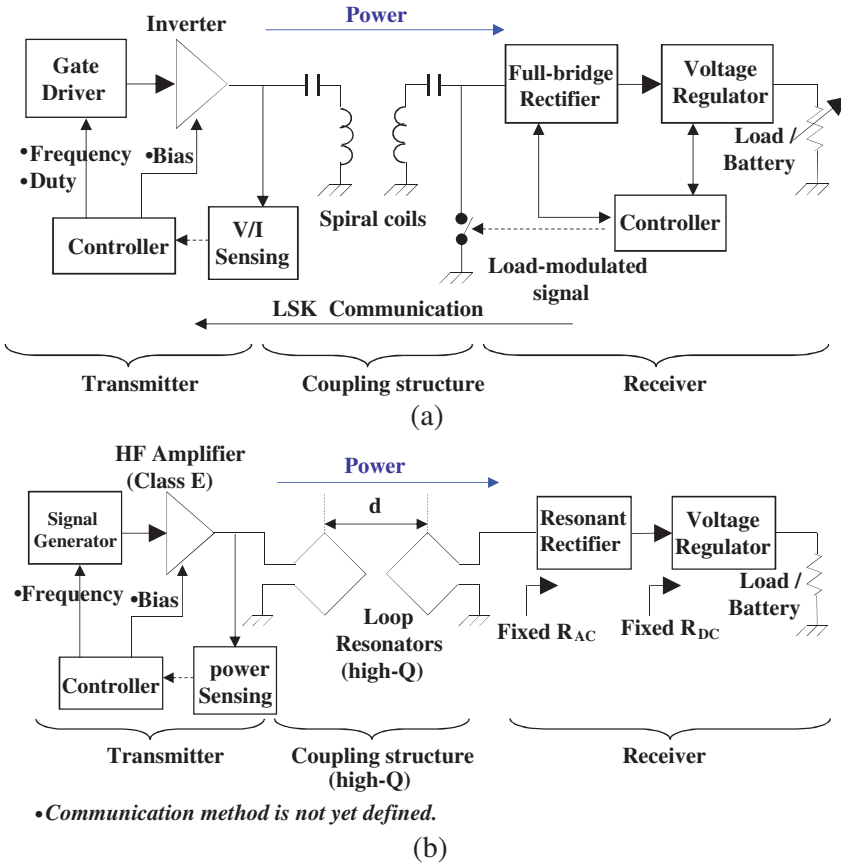 Inverter
Power
Gate
Driver
Full-bridge
Rectifier
Voltage
Regulator
Load /
Battery
•Frequency
•Duty
•Bias
Controller
V/I
Sensing
Spiral coils
Controller
Load-modulated
signal
LSK Communication
Transmitter
Coupling structure
Receiver
(a)
HF Amplifier
(Class E)
Power
d
Signal
Generator
Resonant
Rectifier
Voltage
Regulator
Load /
Battery
•Frequency
•Bias
Loop
Resonators
(high-Q)
Fixed RAC
Fixed RDC
Controller
power
Sensing
Transmitter
Coupling structure
(high-Q)
Receiver
•Communication method is not yet defined.
(b)